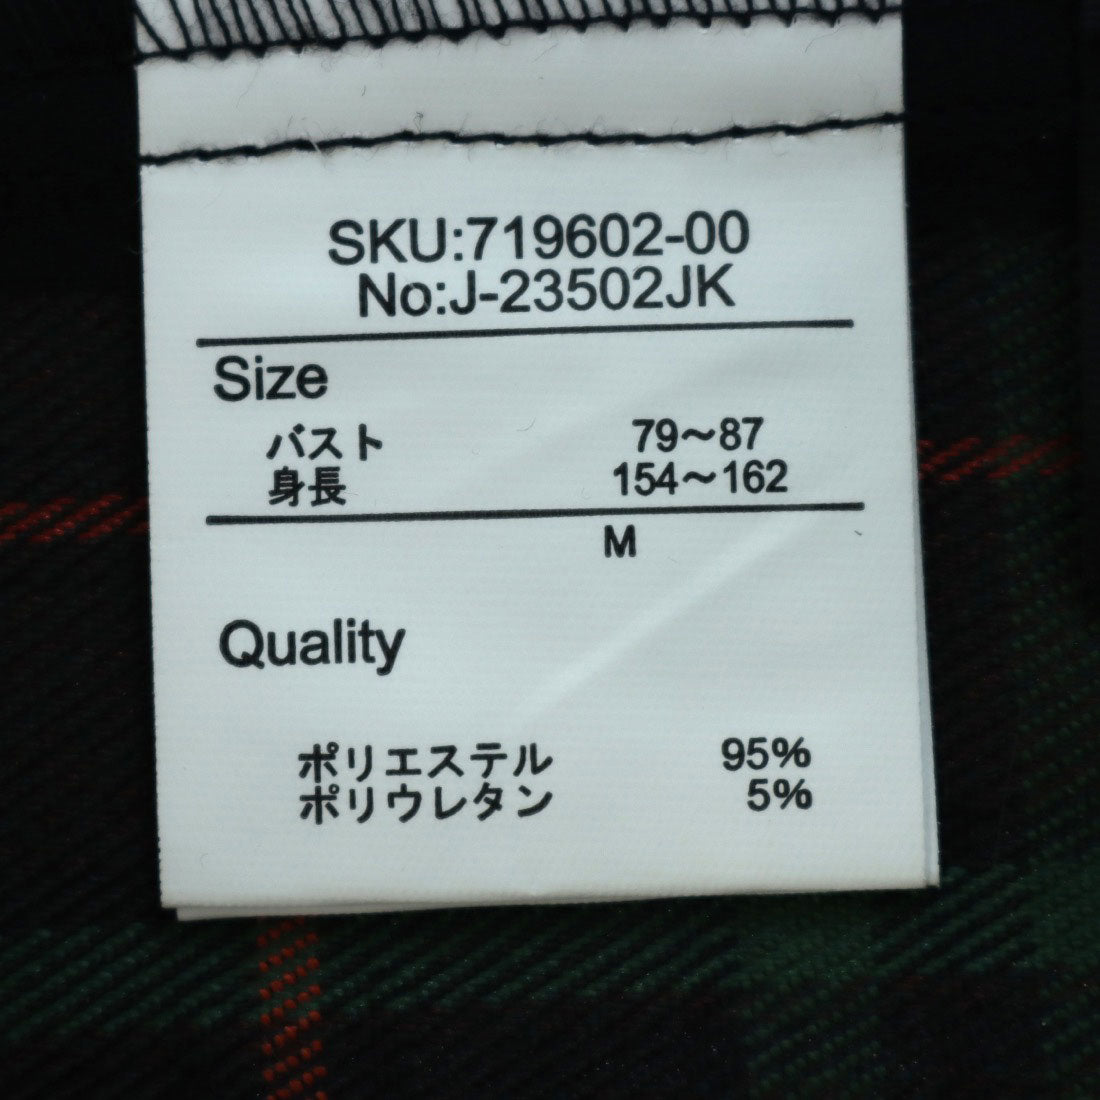 SKU:719602-00
No:J-23502JK
Size
バスト 79～87
身長 154～162
M
Quality
ポリエステル 95%
ポリウレタン 5%